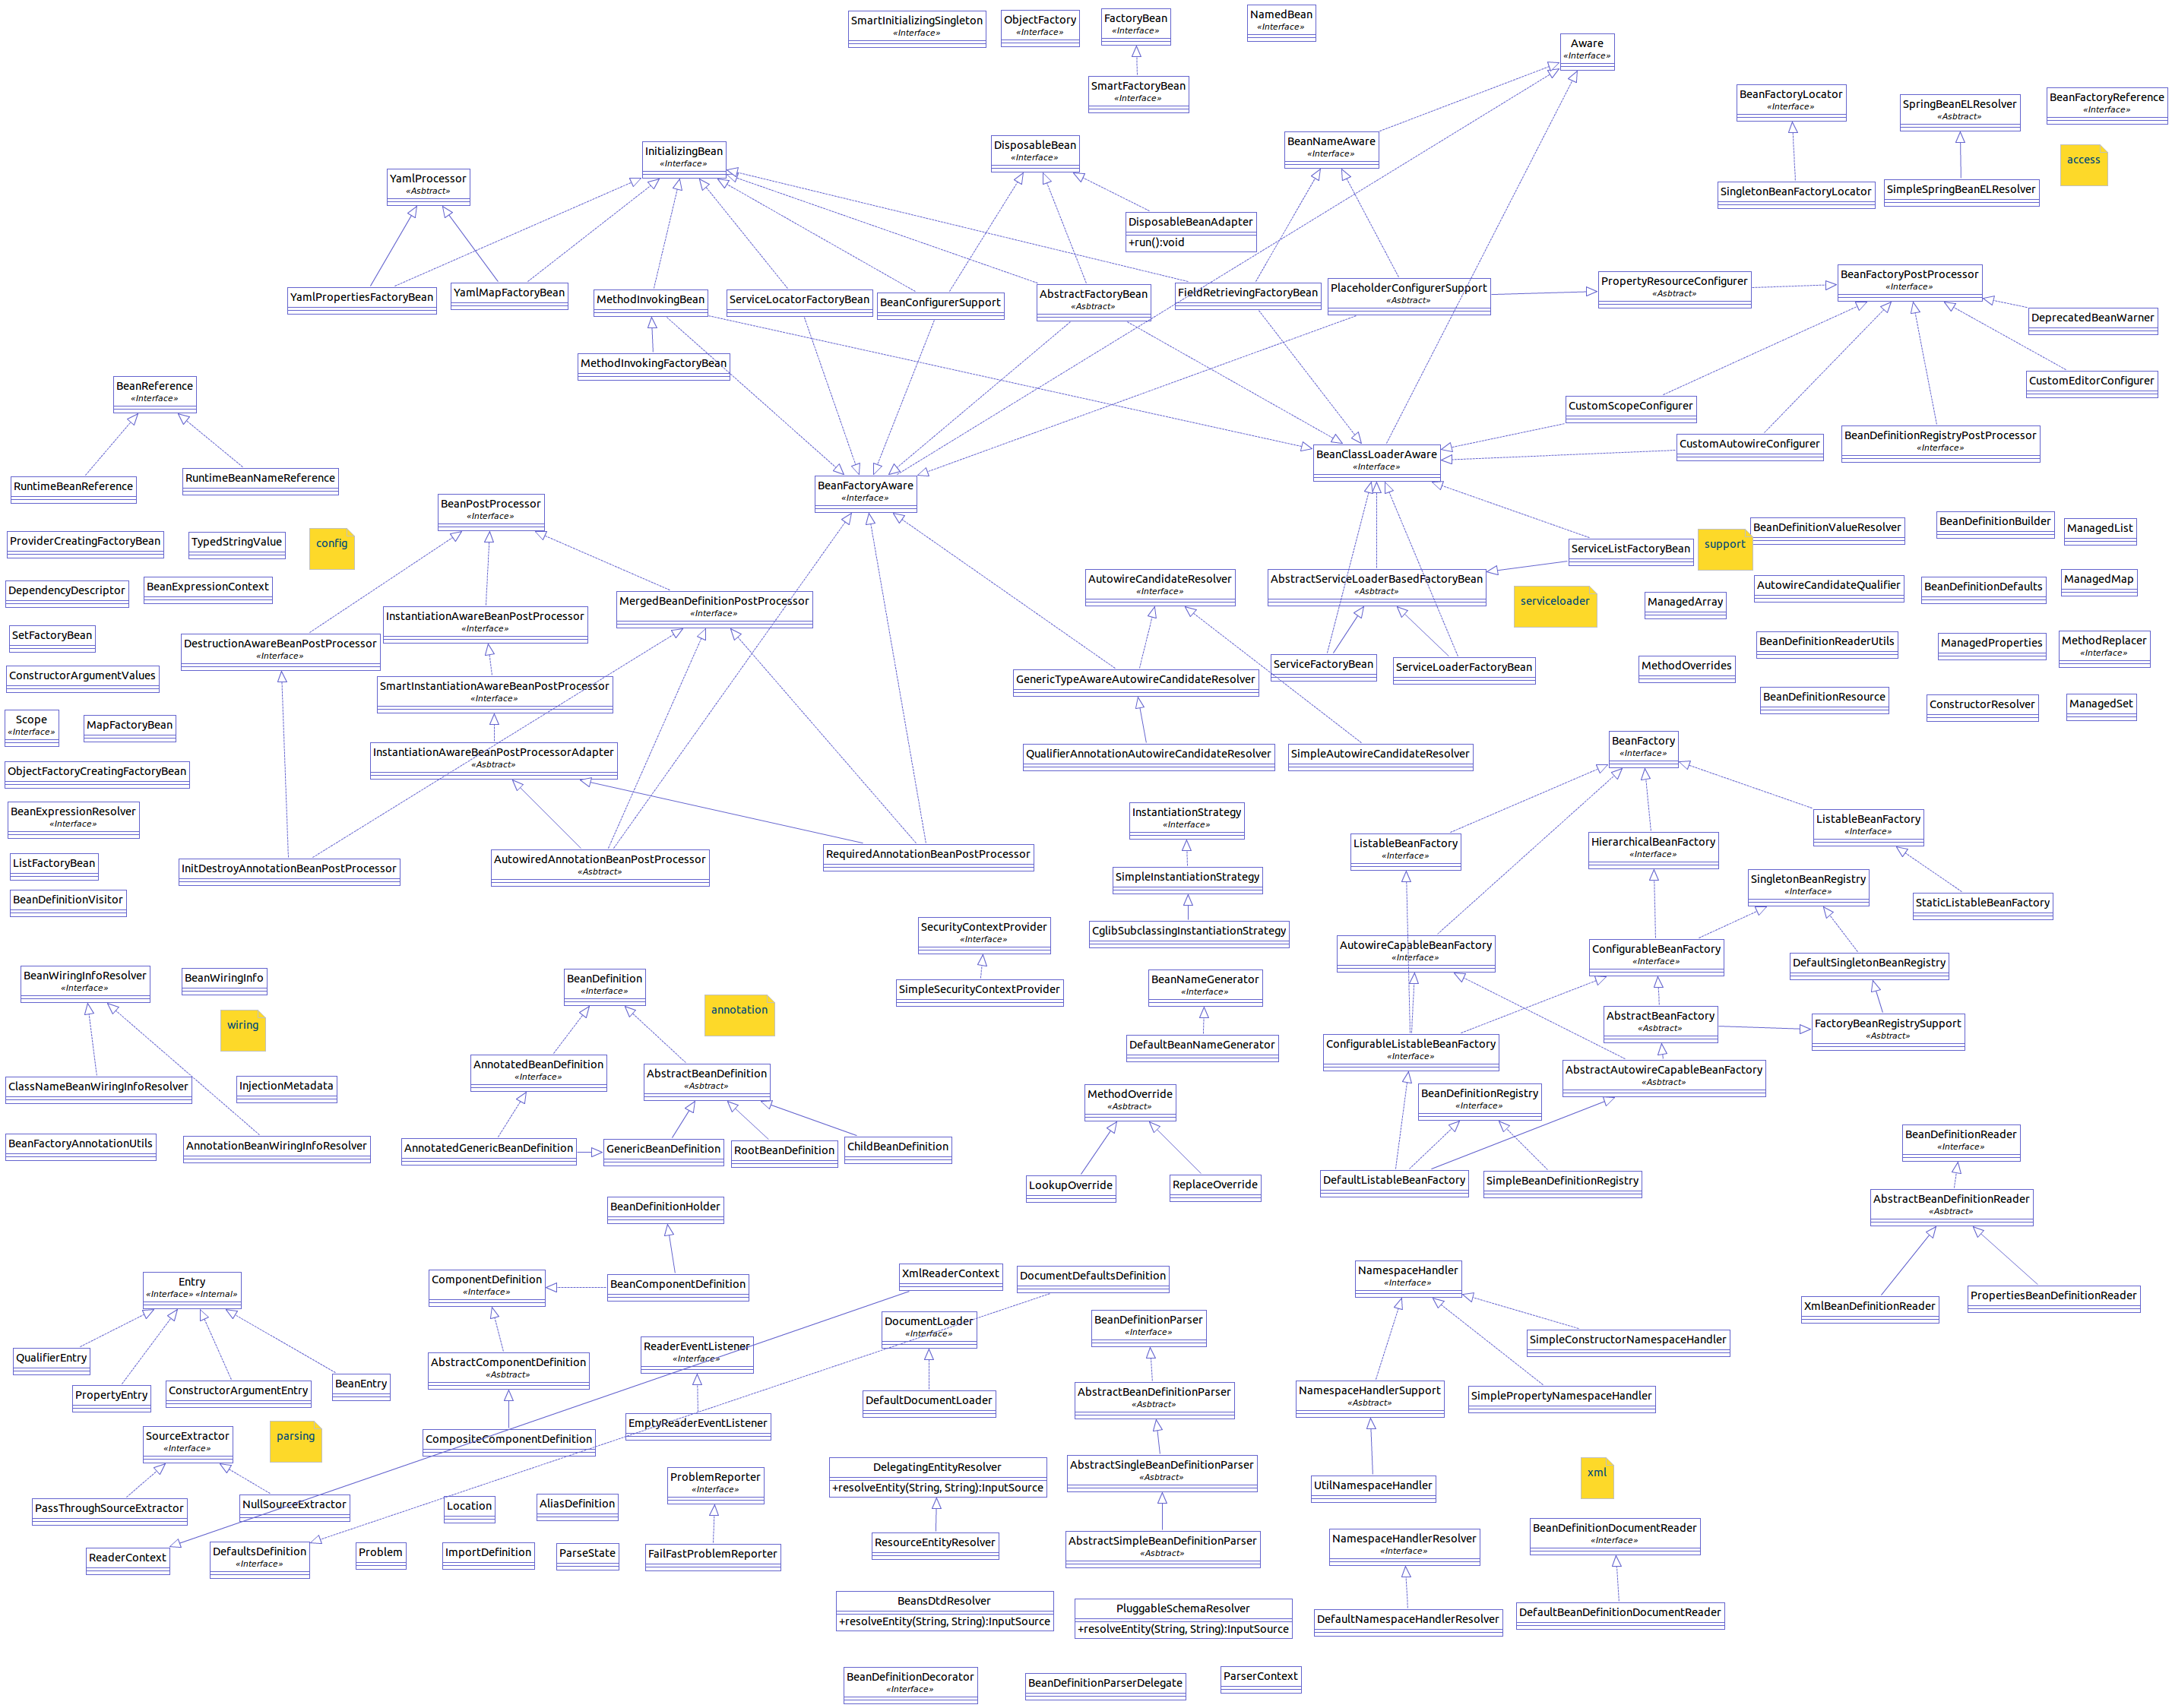 SmartInitializingSingleton
«Interface»
ObjectFactory
«Interface»
FactoryBean
«Interface»
NamedBean
«Interface»
Aware
«Interface»
SmartFactoryBean
«Interface»
BeanFactoryLocator
«Interface»
SpringBeanELResolver
«Asbtract»
BeanFactoryReference
«Interface»
InitializingBean
«Interface»
DisposableBean
«Interface»
BeanNameAware
«Interface»
access
YamlProcessor
«Asbtract»
SingletonBeanFactoryLocator
SimpleSpringBeanELResolver
DisposableBeanAdapter
+run():void
YamlPropertiesFactoryBean
YamlMapFactoryBean
MethodInvokingBean
ServiceLocatorFactoryBean
BeanConfigurerSupport
AbstractFactoryBean
«Asbtract»
FieldRetrievingFactoryBean
PlaceholderConfigurerSupport
«Asbtract»
PropertyResourceConfigurer
«Asbtract»
BeanFactoryPostProcessor
«Interface»
DeprecatedBeanWarner
MethodInvokingFactoryBean
CustomEditorConfigurer
BeanReference
«Interface»
CustomScopeConfigurer
CustomAutowireConfigurer
BeanDefinitionRegistryPostProcessor
«Interface»
BeanClassLoaderAware
«Interface»
RuntimeBeanReference
RuntimeBeanNameReference
BeanFactoryAware
«Interface»
BeanPostProcessor
«Interface»
ProviderCreatingFactoryBean
TypedStringValue
config
ServiceListFactoryBean
support
BeanDefinitionValueResolver
BeanDefinitionBuilder
ManagedList
DependencyDescriptor
BeanExpressionContext
AutowireCandidateResolver
«Interface»
AbstractServiceLoaderBasedFactoryBean
«Asbtract»
serviceloader
AutowireCandidateQualifier
BeanDefinitionDefaults
ManagedMap
InstantiationAwareBeanPostProcessor
«Interface»
MergedBeanDefinitionPostProcessor
«Interface»
ManagedArray
SetFactoryBean
DestructionAwareBeanPostProcessor
«Interface»
BeanDefinitionReaderUtils
ManagedProperties
MethodReplacer
«Interface»
ConstructorArgumentValues
SmartInstantiationAwareBeanPostProcessor
«Interface»
GenericTypeAwareAutowireCandidateResolver
ServiceFactoryBean
ServiceLoaderFactoryBean
MethodOverrides
BeanDefinitionResource
ConstructorResolver
ManagedSet
Scope
«Interface»
MapFactoryBean
InstantiationAwareBeanPostProcessorAdapter
«Asbtract»
QualifierAnnotationAutowireCandidateResolver
SimpleAutowireCandidateResolver
BeanFactory
«Interface»
ObjectFactoryCreatingFactoryBean
BeanExpressionResolver
«Interface»
InstantiationStrategy
«Interface»
ListableBeanFactory
«Interface»
HierarchicalBeanFactory
«Interface»
ListableBeanFactory
«Interface»
ListFactoryBean
InitDestroyAnnotationBeanPostProcessor
AutowiredAnnotationBeanPostProcessor
«Asbtract»
RequiredAnnotationBeanPostProcessor
SimpleInstantiationStrategy
SingletonBeanRegistry
«Interface»
StaticListableBeanFactory
BeanDefinitionVisitor
SecurityContextProvider
«Interface»
CglibSubclassingInstantiationStrategy
AutowireCapableBeanFactory
«Interface»
ConfigurableBeanFactory
«Interface»
DefaultSingletonBeanRegistry
BeanWiringInfoResolver
«Interface»
BeanWiringInfo
BeanDefinition
«Interface»
SimpleSecurityContextProvider
BeanNameGenerator
«Interface»
wiring
annotation
AbstractBeanFactory
«Asbtract»
FactoryBeanRegistrySupport
«Asbtract»
DefaultBeanNameGenerator
ConfigurableListableBeanFactory
«Interface»
AnnotatedBeanDefinition
«Interface»
AbstractBeanDefinition
«Asbtract»
AbstractAutowireCapableBeanFactory
«Asbtract»
ClassNameBeanWiringInfoResolver
InjectionMetadata
MethodOverride
«Asbtract»
BeanDefinitionRegistry
«Interface»
BeanFactoryAnnotationUtils
AnnotationBeanWiringInfoResolver
AnnotatedGenericBeanDefinition
GenericBeanDefinition
RootBeanDefinition
ChildBeanDefinition
BeanDefinitionReader
«Interface»
LookupOverride
ReplaceOverride
DefaultListableBeanFactory
SimpleBeanDefinitionRegistry
BeanDefinitionHolder
AbstractBeanDefinitionReader
«Asbtract»
Entry
«Interface» «Internal»
ComponentDefinition
«Interface»
BeanComponentDefinition
XmlReaderContext
DocumentDefaultsDefinition
NamespaceHandler
«Interface»
XmlBeanDefinitionReader
PropertiesBeanDefinitionReader
QualifierEntry
PropertyEntry
ConstructorArgumentEntry
BeanEntry
AbstractComponentDefinition
«Asbtract»
ReaderEventListener
«Interface»
DocumentLoader
«Interface»
BeanDefinitionParser
«Interface»
SimpleConstructorNamespaceHandler
DefaultDocumentLoader
AbstractBeanDefinitionParser
«Asbtract»
NamespaceHandlerSupport
«Asbtract»
SimplePropertyNamespaceHandler
SourceExtractor
«Interface»
parsing
CompositeComponentDefinition
EmptyReaderEventListener
DelegatingEntityResolver
+resolveEntity(String, String):InputSource
AbstractSingleBeanDefinitionParser
«Asbtract»
UtilNamespaceHandler
xml
PassThroughSourceExtractor
NullSourceExtractor
Location
AliasDefinition
ProblemReporter
«Interface»
ReaderContext
DefaultsDefinition
«Interface»
Problem
ImportDefinition
ParseState
FailFastProblemReporter
ResourceEntityResolver
AbstractSimpleBeanDefinitionParser
«Asbtract»
NamespaceHandlerResolver
«Interface»
BeanDefinitionDocumentReader
«Interface»
BeansDtdResolver
+resolveEntity(String, String):InputSource
PluggableSchemaResolver
+resolveEntity(String, String):InputSource
DefaultNamespaceHandlerResolver
DefaultBeanDefinitionDocumentReader
BeanDefinitionDecorator
«Interface»
BeanDefinitionParserDelegate
ParserContext